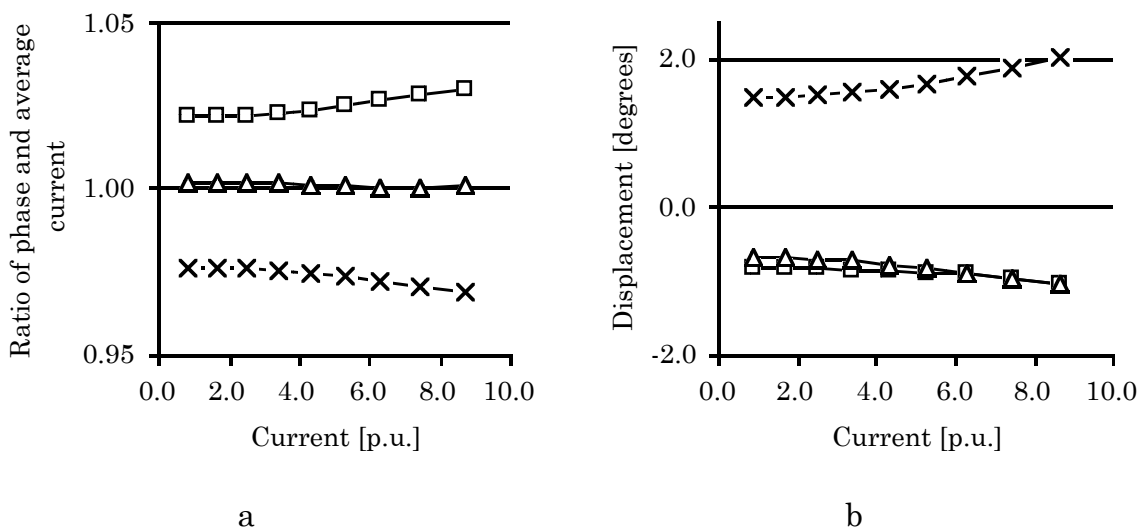 Ratio of phase and average
current
1.05
1.00
0.95
0.0 2.0 4.0 6.0 8.0 10.0
Current [p.u.]
a
Displacement [degrees]
2.0
0.0
-2.0
0.0 2.0 4.0 6.0 8.0 10.0
Current [p.u.]
b